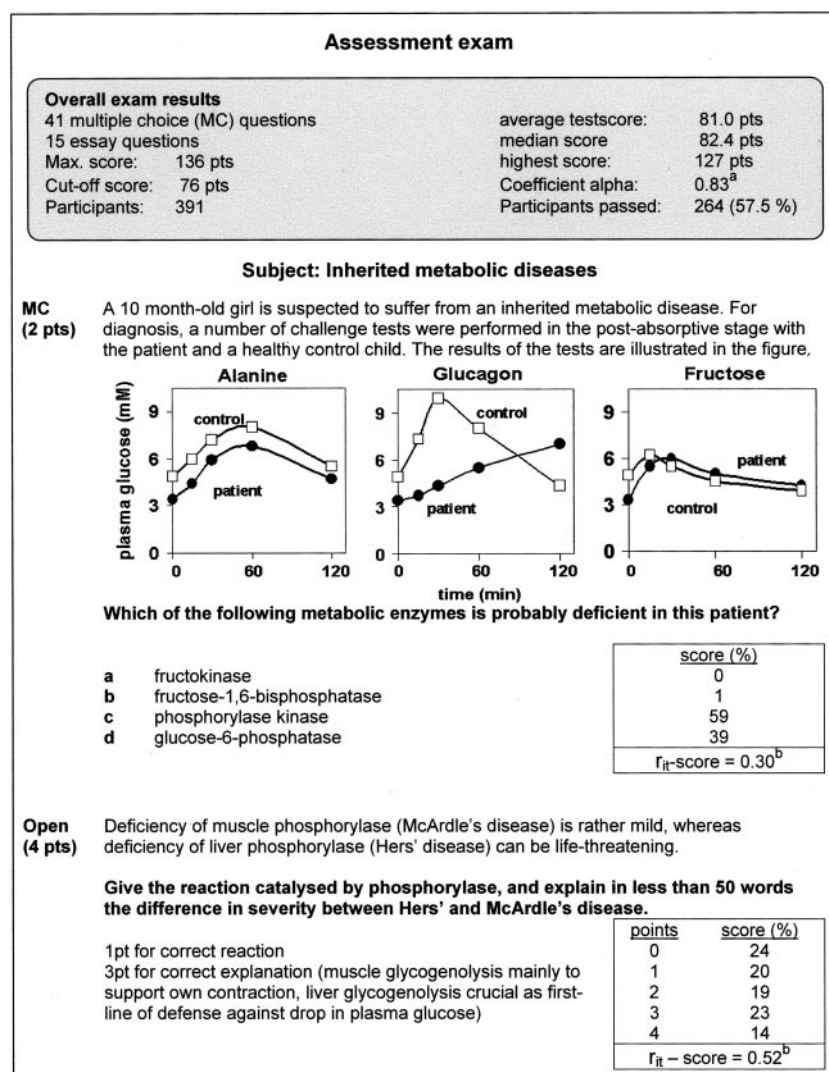 Assessment exam
Overall exam results
41 multiple choice (MC) questions
15 essay questions
Max. score: 136 pts
Cut-off score: 76 pts
Participants: 391
average testscore: 81.0 pts
median score 82.4 pts
highest score: 127 pts
Coefficient alpha: 0.83a
Participants passed: 264 (57.5 %)
Subject: Inherited metabolic diseases
MC A 10 month-old girl is suspected to suffer from an inherited metabolic disease. For
(2 pts) diagnosis, a number of challenge tests were performed in the post-absorptive stage with
the patient and a healthy control child. The results of the tests are illustrated in the figure,
Alanine
plasma glucose (mM)
9
6
3
0
control
patient
0 60 120
Glucagon
9
6
3
0
control
patient
0 60 120
time (min)
Fructose
9
6
3
0
patient
control
0 60 120
Which of the following metabolic enzymes is probably deficient in this patient?
score (%)
a fructokinase 0
b fructose-1,6-bisphosphatase 1
c phosphorylase kinase 59
d glucose-6-phosphatase 39
rit-score = 0.30b
Open Deficiency of muscle phosphorylase (McArdle's disease) is rather mild, whereas
(4 pts) deficiency of liver phosphorylase (Hers' disease) can be life-threatening.
Give the reaction catalysed by phosphorylase, and explain in less than 50 words
the difference in severity between Hers' and McArdle's disease.
1pt for correct reaction
3pt for correct explanation (muscle glycogenolysis mainly to
support own contraction, liver glycogenolysis crucial as first-
line of defense against drop in plasma glucose)
points score (%)
0 24
1 20
2 19
3 23
4 14
rit – score = 0.52b